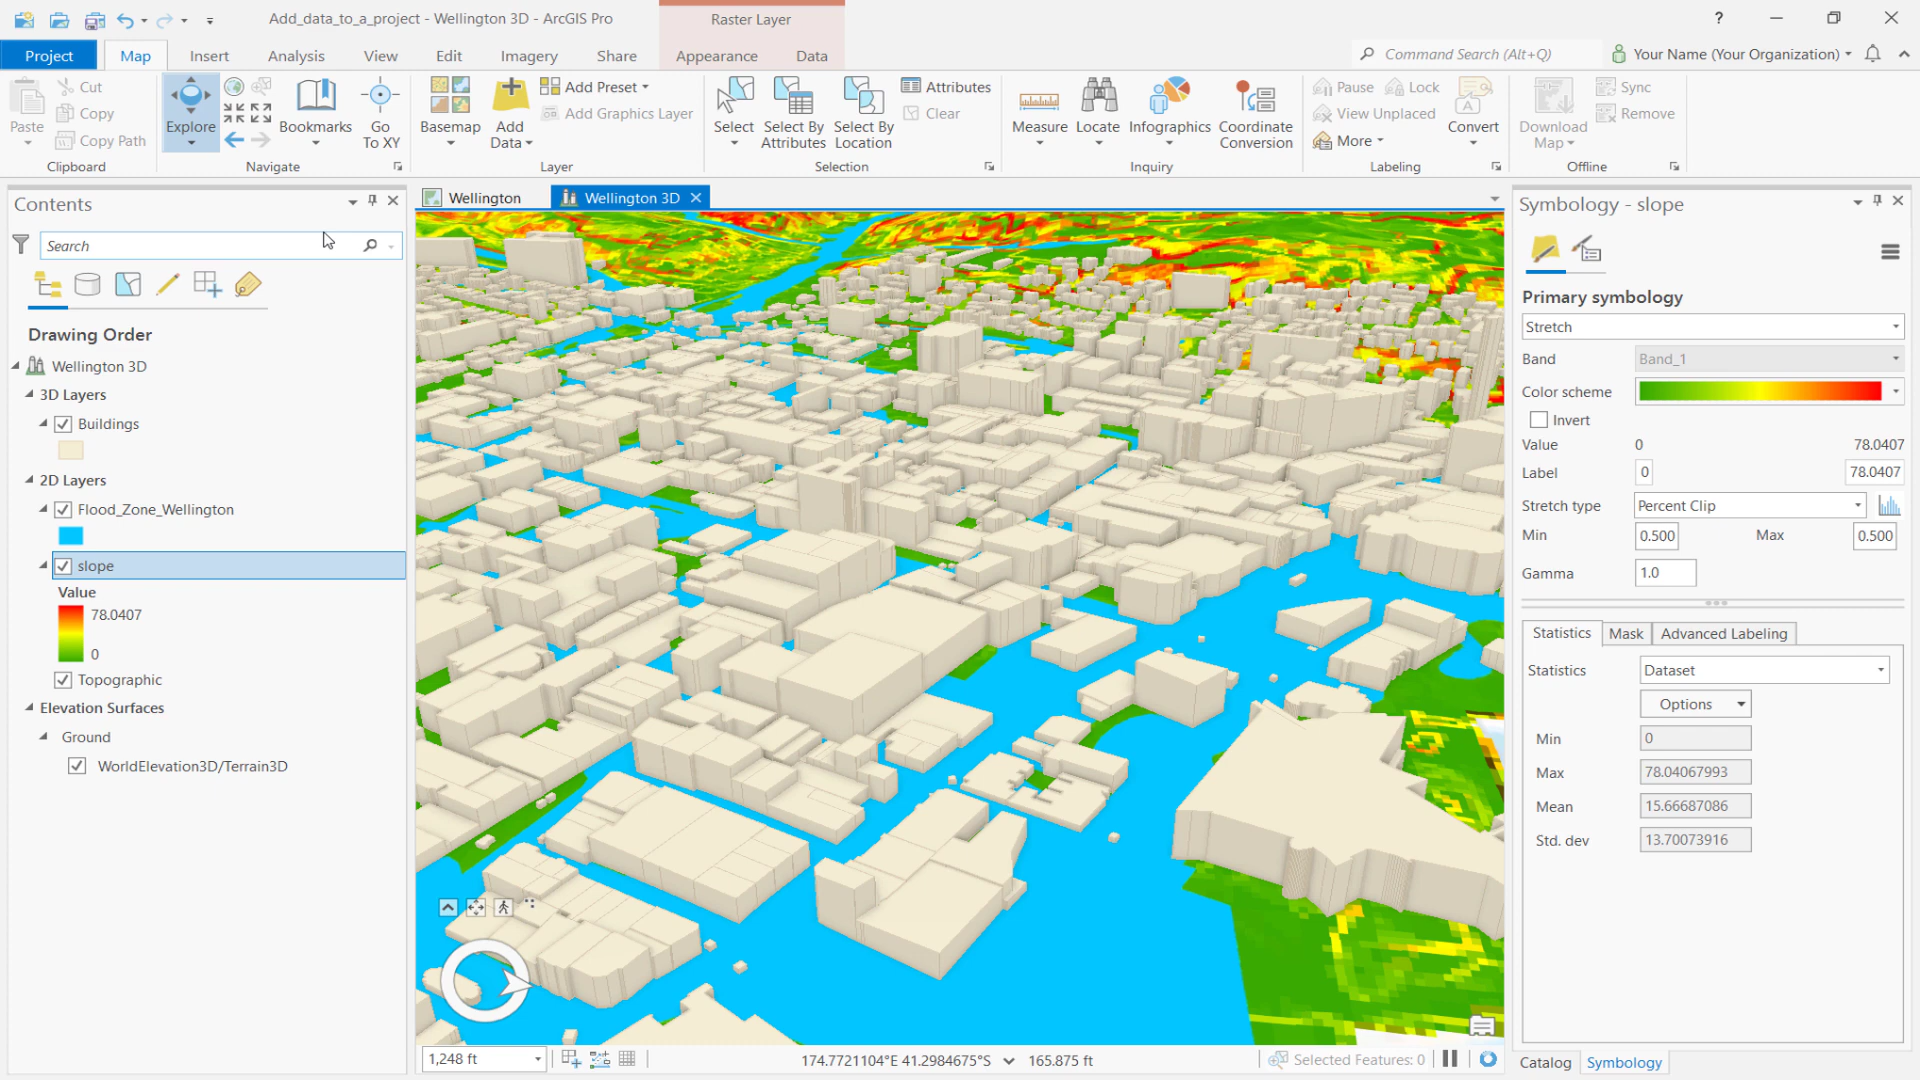 Add_data_to_a_project - Wellington 3D - ArcGIS Pro
Raster Layer
?
Project
Map
Insert
Analysis
View
Edit
Imagery
Share
Appearance
Data
Command Search (Alt+Q)
Your Name (Your Organization)
Paste
Cut
Copy
Copy Path
Clipboard
Explore
Bookmarks
Go
To XY
Navigate
Basemap
Add
Data
Add Preset
Add Graphics Layer
Layer
Select
Select By
Attributes
Select By
Location
Attributes
Clear
Selection
Measure
Locate
Infographics
Coordinate
Conversion
Inquiry
Pause
Lock
View Unplaced
More
Convert
Labeling
Download
Map
Sync
Remove
Offline
Contents
Search
Drawing Order
Wellington 3D
3D Layers
Buildings
2D Layers
Flood_Zone_Wellington
slope
Value
78.0407
0
Topographic
Elevation Surfaces
Ground
WorldElevation3D/Terrain3D
Wellington
Wellington 3D
1,248 ft
174.7721104°E 41.2984675°S
165.875 ft
Selected Features: 0
Symbology - slope
Primary symbology
Stretch
Band
Band_1
Color scheme
Invert
Value
0
78.0407
Label
0
78.0407
Stretch type
Percent Clip
Min
0.500
Max
0.500
Gamma
1.0
Statistics
Mask
Advanced Labeling
Statistics
Dataset
Options
Min
0
Max
78.04067993
Mean
15.66687086
Std. dev
13.70073916
Catalog
Symbology